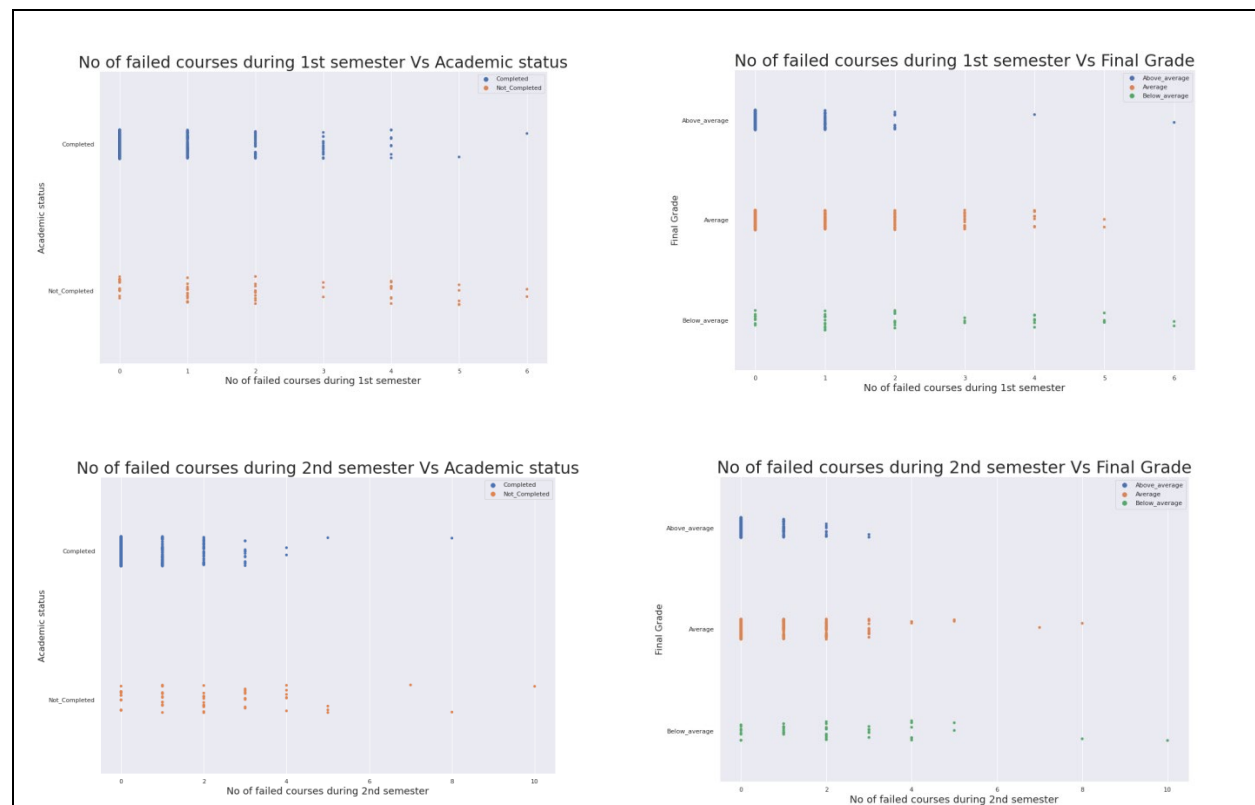 No of failed courses during 1st semester Vs Academic status
Completed
Not_Completed
Completed
Not_Completed
Academic status
0 1 2 3 4 5 6
No of failed courses during 1st semester
No of failed courses during 1st semester Vs Final Grade
Above_average
Average
Below_average
Above_average
Average
Below_average
Final Grade
0 1 2 3 4 5 6
No of failed courses during 1st semester
No of failed courses during 2nd semester Vs Academic status
Completed
Not_Completed
Completed
Not_Completed
Academic status
0 2 4 6 8 10
No of failed courses during 2nd semester
No of failed courses during 2nd semester Vs Final Grade
Above_average
Average
Below_average
Above_average
Average
Below_average
Final Grade
0 2 4 6 8 10
No of failed courses during 2nd semester